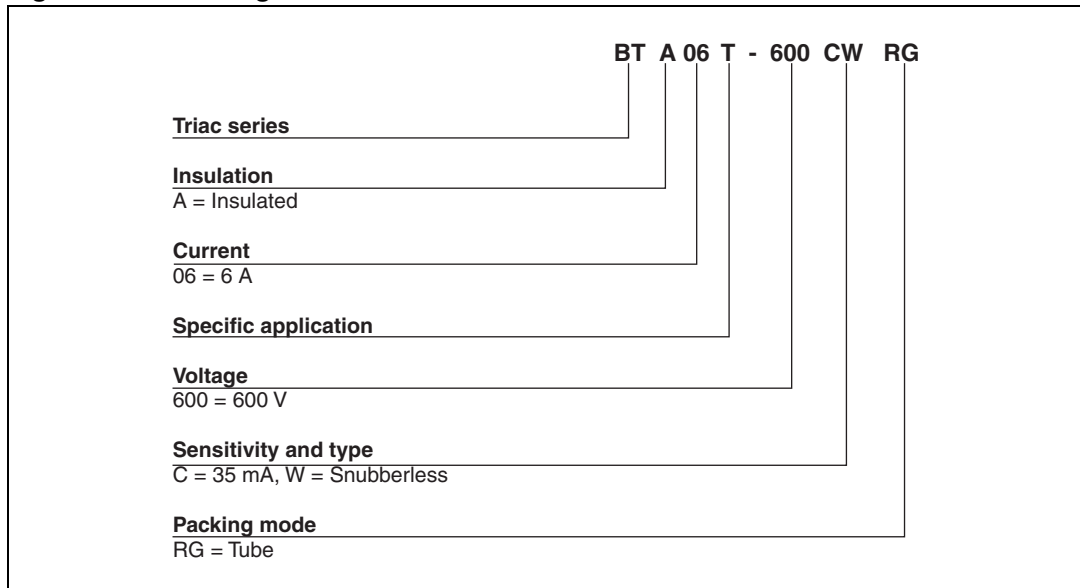 BT A 06 T - 600 CW RG
Triac series
Insulation
A = Insulated
Current
06 = 6 A
Specific application
Voltage
600 = 600 V
Sensitivity and type
C = 35 mA, W = Snubberless
Packing mode
RG = Tube